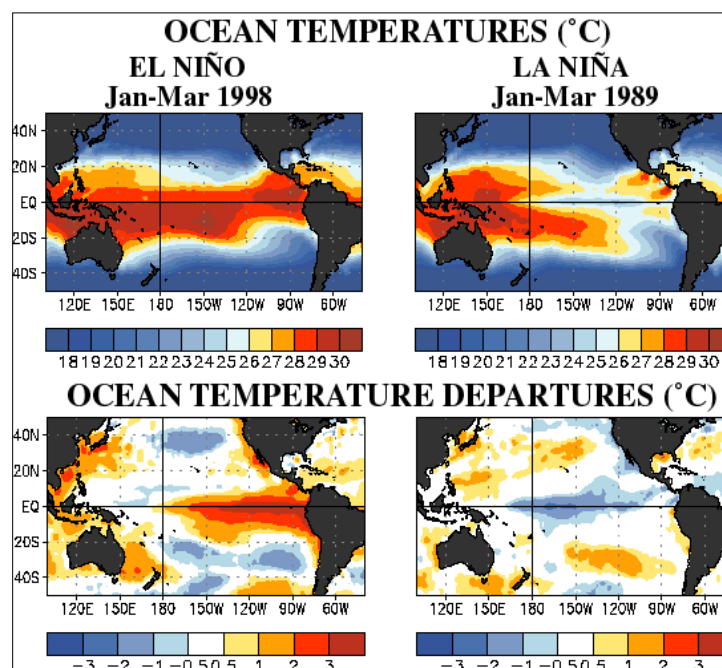 OCEAN TEMPERATURES (˚C)
EL NIÑO
Jan-Mar 1998
LA NIÑA
Jan-Mar 1989
40N
20N
EQ
20S
40S
120E 150E 180 150W 120W 90W 60W
40N
20N
EQ
20S
40S
120E 150E 180 150W 120W 90W 60W
18 19 20 21 22 23 24 25 26 27 28 29 30
18 19 20 21 22 23 24 25 26 27 28 29 30
OCEAN TEMPERATURE DEPARTURES (˚C)
40N
20N
EQ
20S
40S
120E 150E 180 150W 120W 90W 60W
40N
20N
EQ
20S
40S
120E 150E 180 150W 120W 90W 60W
-3 -2 -1 -0.5 0.5 1 2 3
-3 -2 -1 -0.5 0.5 1 2 3